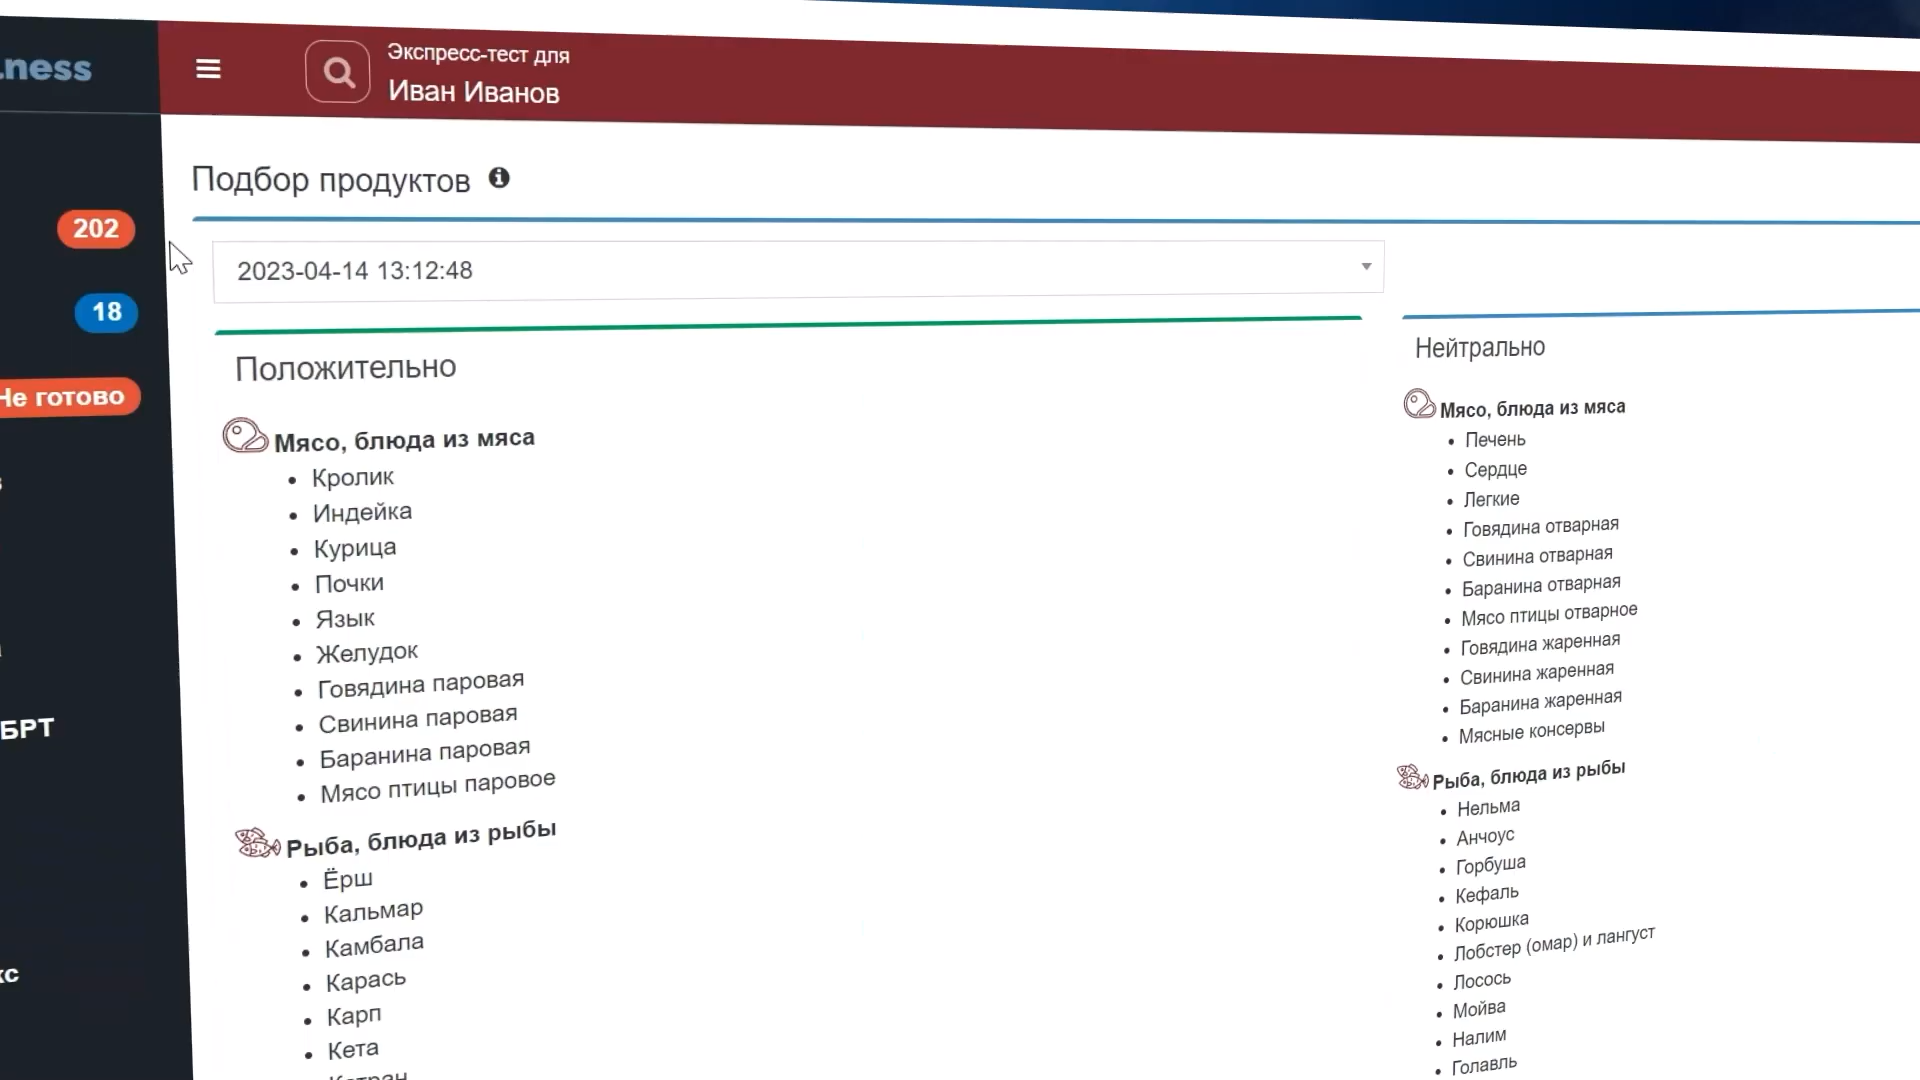 ness
202
18
Не готово
БРТ
кс
Экспресс-тест для
Иван Иванов
Подбор продуктов
2023-04-14 13:12:48
Положительно
Мясо, блюда из мяса
Кролик
Индейка
Курица
Почки
Язык
Желудок
Говядина паровая
Свинина паровая
Баранина паровая
Мясо птицы паровое
Рыба, блюда из рыбы
Ёрш
Кальмар
Камбала
Карась
Карп
Кета
Катран
Нейтрально
Мясо, блюда из мяса
Печень
Сердце
Легкие
Говядина отварная
Свинина отварная
Баранина отварная
Мясо птицы отварное
Говядина жаренная
Свинина жаренная
Баранина жаренная
Мясные консервы
Рыба, блюда из рыбы
Нельма
Анчоус
Горбуша
Кефаль
Корюшка
Лобстер (омар) и лангуст
Лосось
Мойва
Налим
Голавль